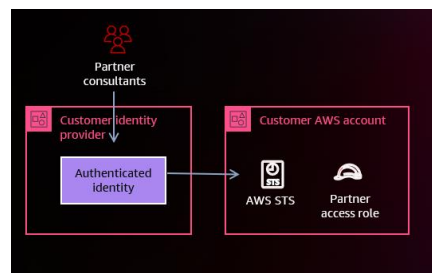 Partner
consultants
Customer identity
provider
Authenticated
identity
Customer AWS account
STS
AWS STS
Partner
access role